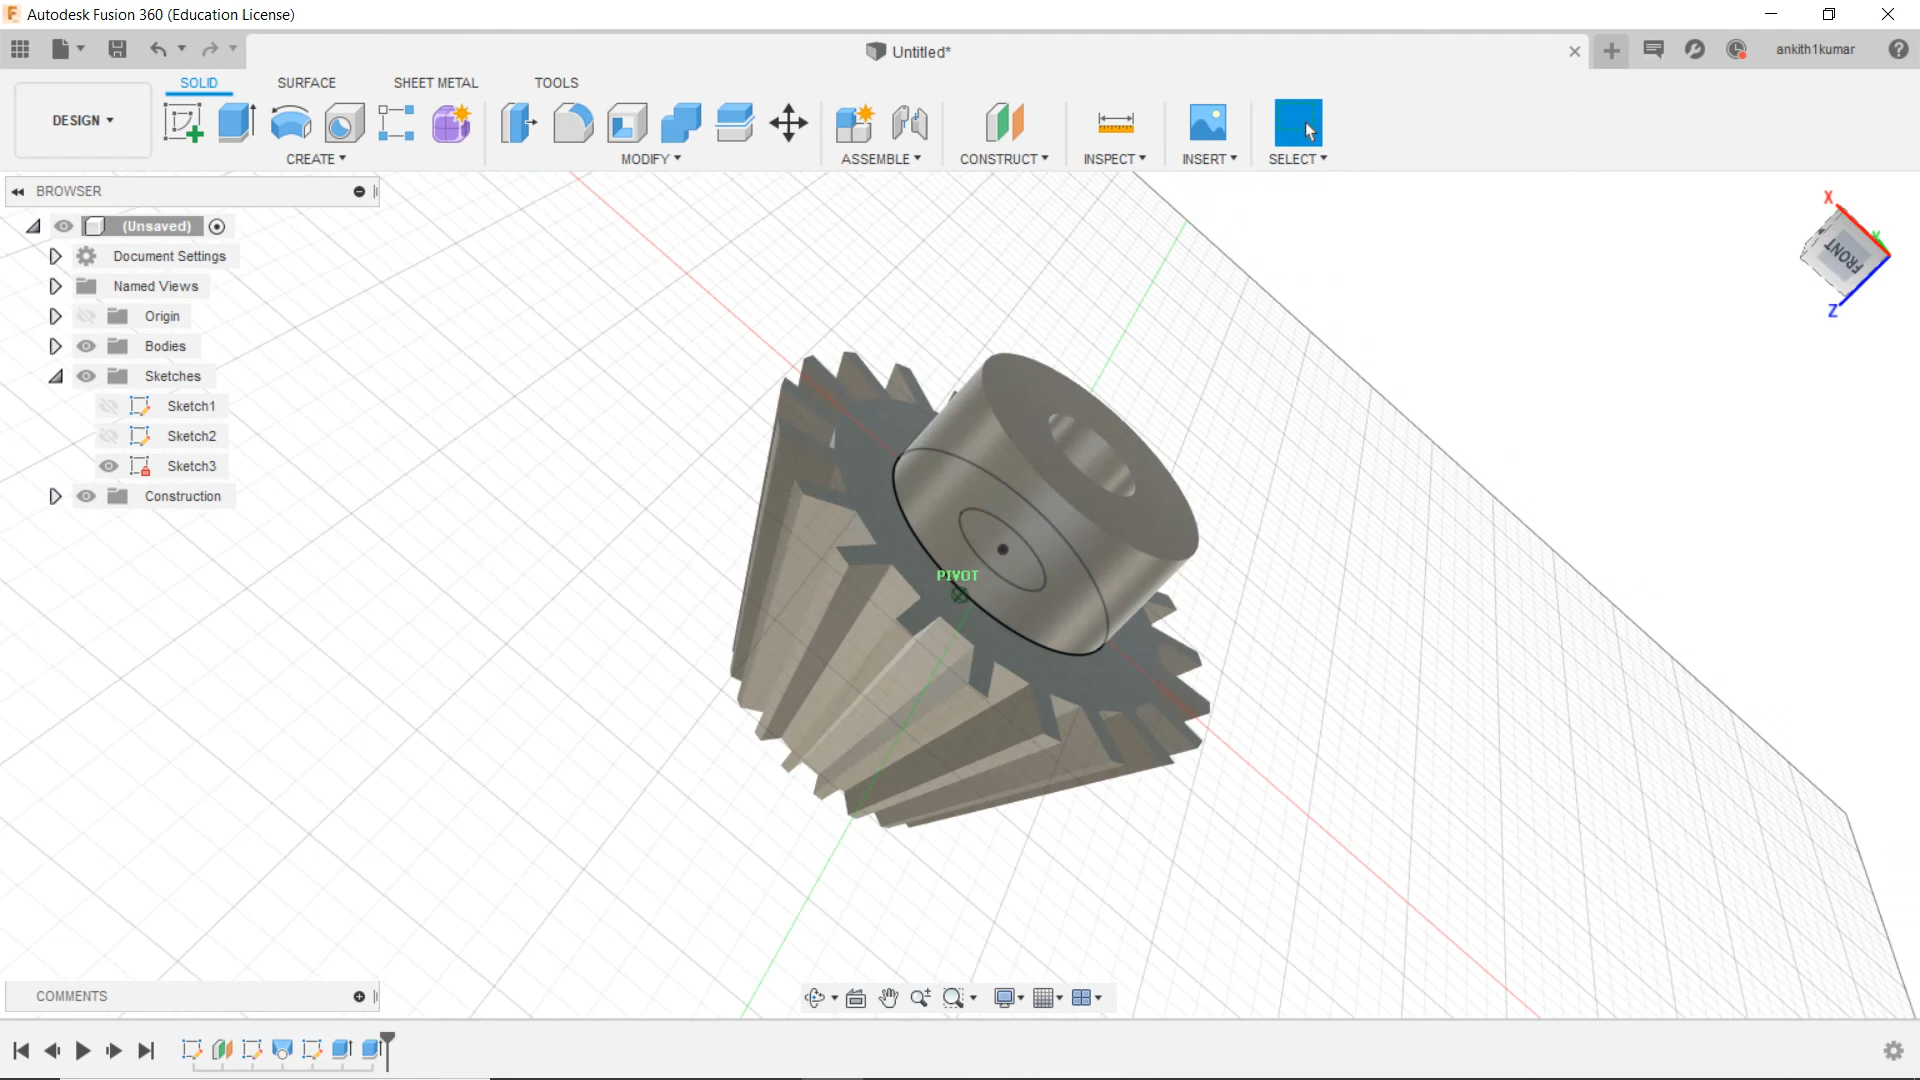 Autodesk Fusion 360 (Education License)
Untitled*
ankith1kumar
SOLID SURFACE SHEET METAL TOOLS
DESIGN
CREATE MODIFY ASSEMBLE CONSTRUCT INSPECT INSERT SELECT
BROWSER
(Unsaved)
Document Settings
Named Views
Origin
Bodies
Sketches
Sketch1
Sketch2
Sketch3
Construction
X
Y
FRONT
Z
PIVOT
COMMENTS